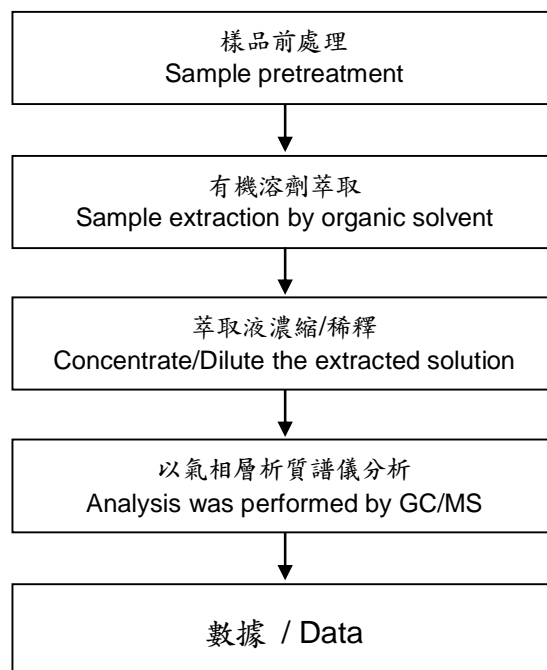 樣品前處理
Sample pretreatment
有機溶劑萃取
Sample extraction by organic solvent
萃取液濃縮/稀釋
Concentrate/Dilute the extracted solution
以氣相層析質譜儀分析
Analysis was performed by GC/MS
數據 / Data